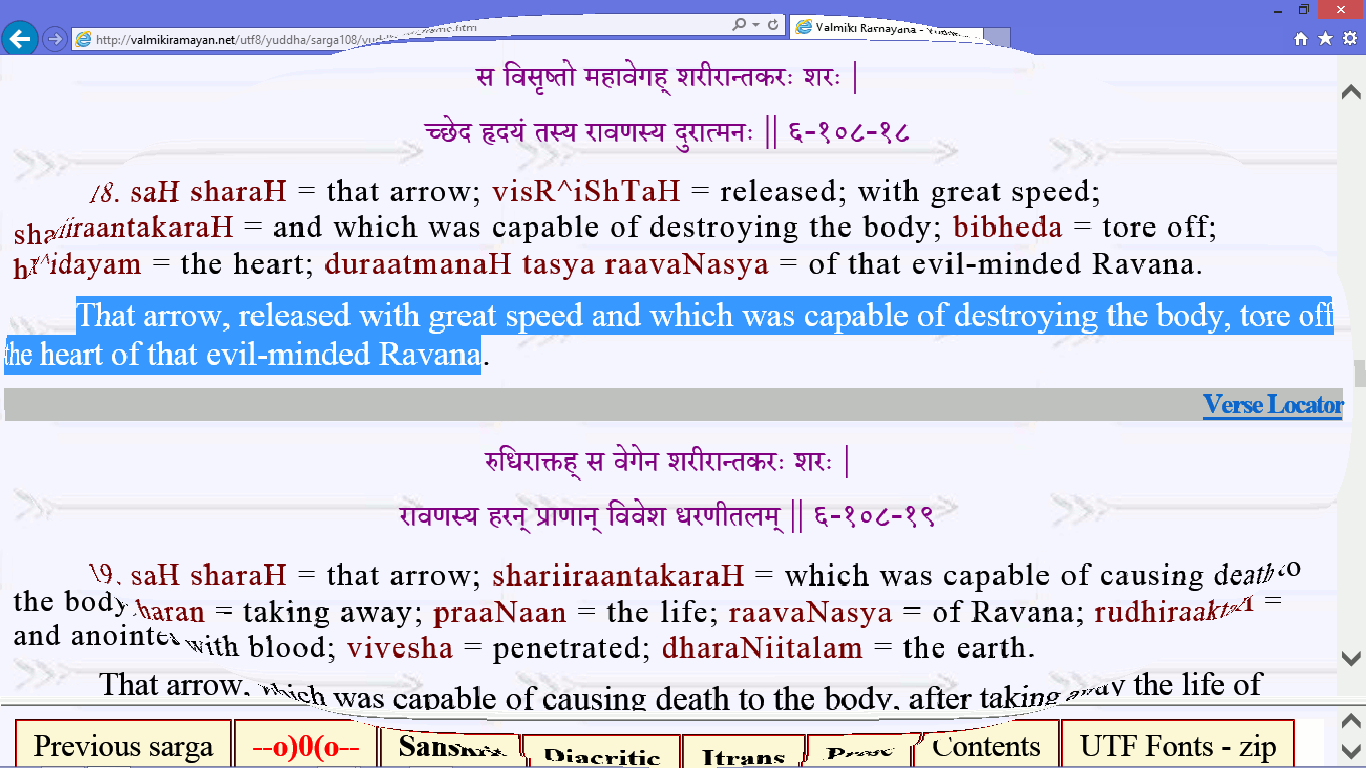 http://valmikiramayan.net/utf8/yuddha/sarga108/
Valmiki Ramayana -
स विसृष्तो महावेगह् शरीरान्तकरः शरः |
च्छेद हृदयं तस्य रावणस्य दुरात्मनः || ६-१०८-१८
18. saH sharaH = that arrow; visR^iShTaH = released; with great speed;
shariiraantakaraH = and which was capable of destroying the body; bibheda = tore off;
hR^idayam = the heart; duraatmanaH tasya raavaNasya = of that evil-minded Ravana.
That arrow, released with great speed and which was capable of destroying the body, tore off
the heart of that evil-minded Ravana.
Verse Locator
रुधिराक्तह् स वेगेन शरीरान्तकरः शरः |
रावणस्य हरन् प्राणान् विवेश धरणीतलम् || ६-१०८-१९
19. saH sharaH = that arrow; shariiraantakaraH = which was capable of causing death to
the body haran = taking away; praaNaan = the life; raavaNasya = of Ravana; rudhiraaktaH =
and anointed with blood; vivesha = penetrated; dharaNiitalam = the earth.
That arrow, which was capable of causing death to the body, after taking away the life of
Previous sarga --o)0(o-- Sanskrit Diacritic Itrans Prose Contents UTF Fonts - zip